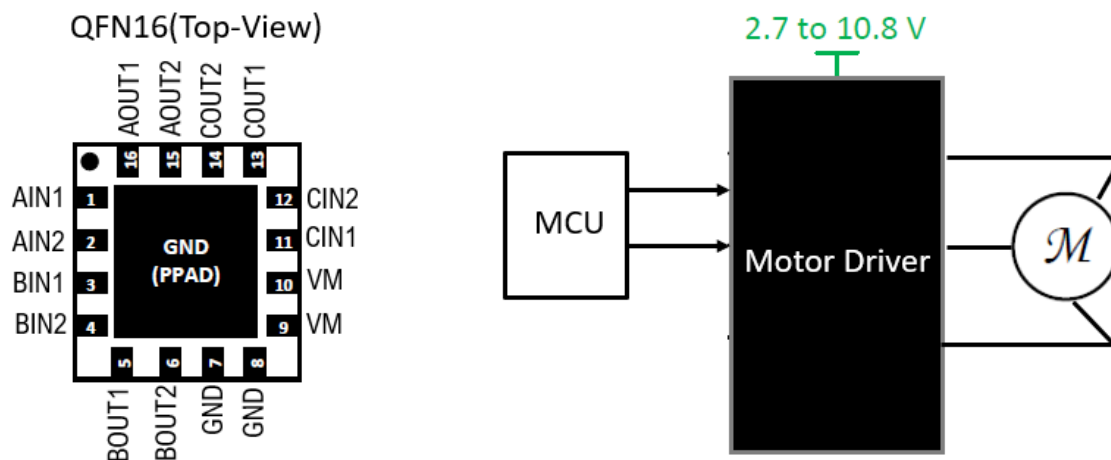 QFN16(Top-View)
AOUT1
AOUT2
COUT2
COUT1
16
15
14
13
AIN1
1
12
CIN2
AIN2
2
11
CIN1
GND
(PPAD)
BIN1
3
10
VM
BIN2
4
9
VM
5
6
7
8
BOUT1
BOUT2
GND
GND
2.7 to 10.8 V
MCU
Motor Driver
M